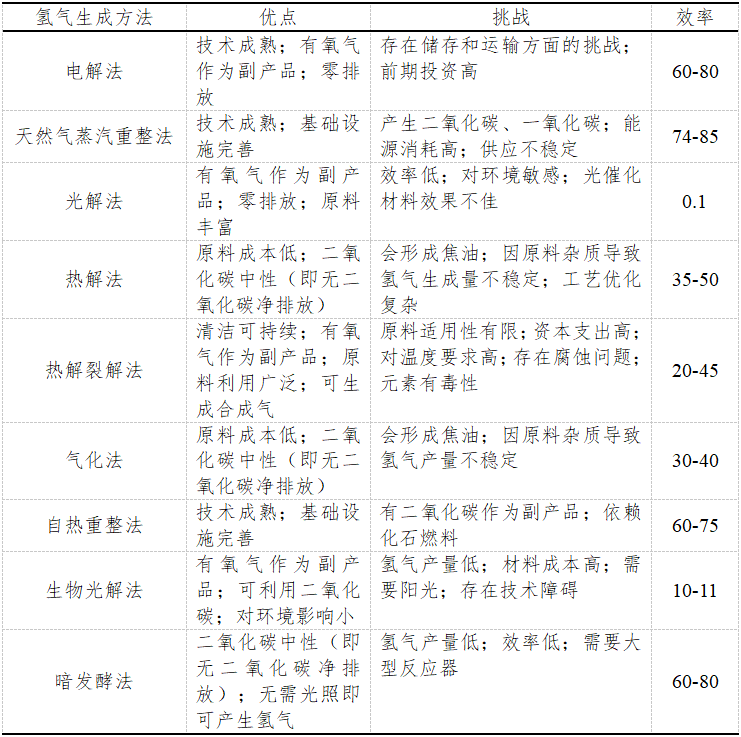 氢气生成方法 优点 挑战 效率
电解法
技术成熟；有氧气
作为副产品；零排
放
存在储存和运输方面的挑战；
前期投资高
60-80
天然气蒸汽重整法
技术成熟；基础设
施完善
产生二氧化碳、一氧化碳；能
源消耗高；供应不稳定
74-85
光解法
有氧气作为副产
品；零排放；原料
丰富
效率低；对环境敏感；光催化
材料效果不佳
0.1
热解法
原料成本低；二氧
化碳中性（即无二
氧化碳净排放）
会形成焦油；因原料杂质导致
氢气生成量不稳定；工艺优化
复杂
35-50
热解裂解法
清洁可持续；有氧
气作为副产品；原
料利用广泛；可生
成合成气
原料适用性有限；资本支出高；
对温度要求高；存在腐蚀问题；
元素有毒性
20-45
气化法
原料成本低；二氧
化碳中性（即无二
氧化碳净排放）
会形成焦油；因原料杂质导致
氢气产量不稳定
30-40
自热重整法
技术成熟；基础设
施完善
有二氧化碳作为副产品；依赖
化石燃料
60-75
生物光解法
有氧气作为副产
品；可利用二氧化
碳；对环境影响小
氢气产量低；材料成本高；需
要阳光；存在技术障碍
10-11
暗发酵法
二氧化碳中性（即
无二氧化碳净排
放）；无需光照即
可产生氢气
氢气产量低；效率低；需要大
型反应器
60-80